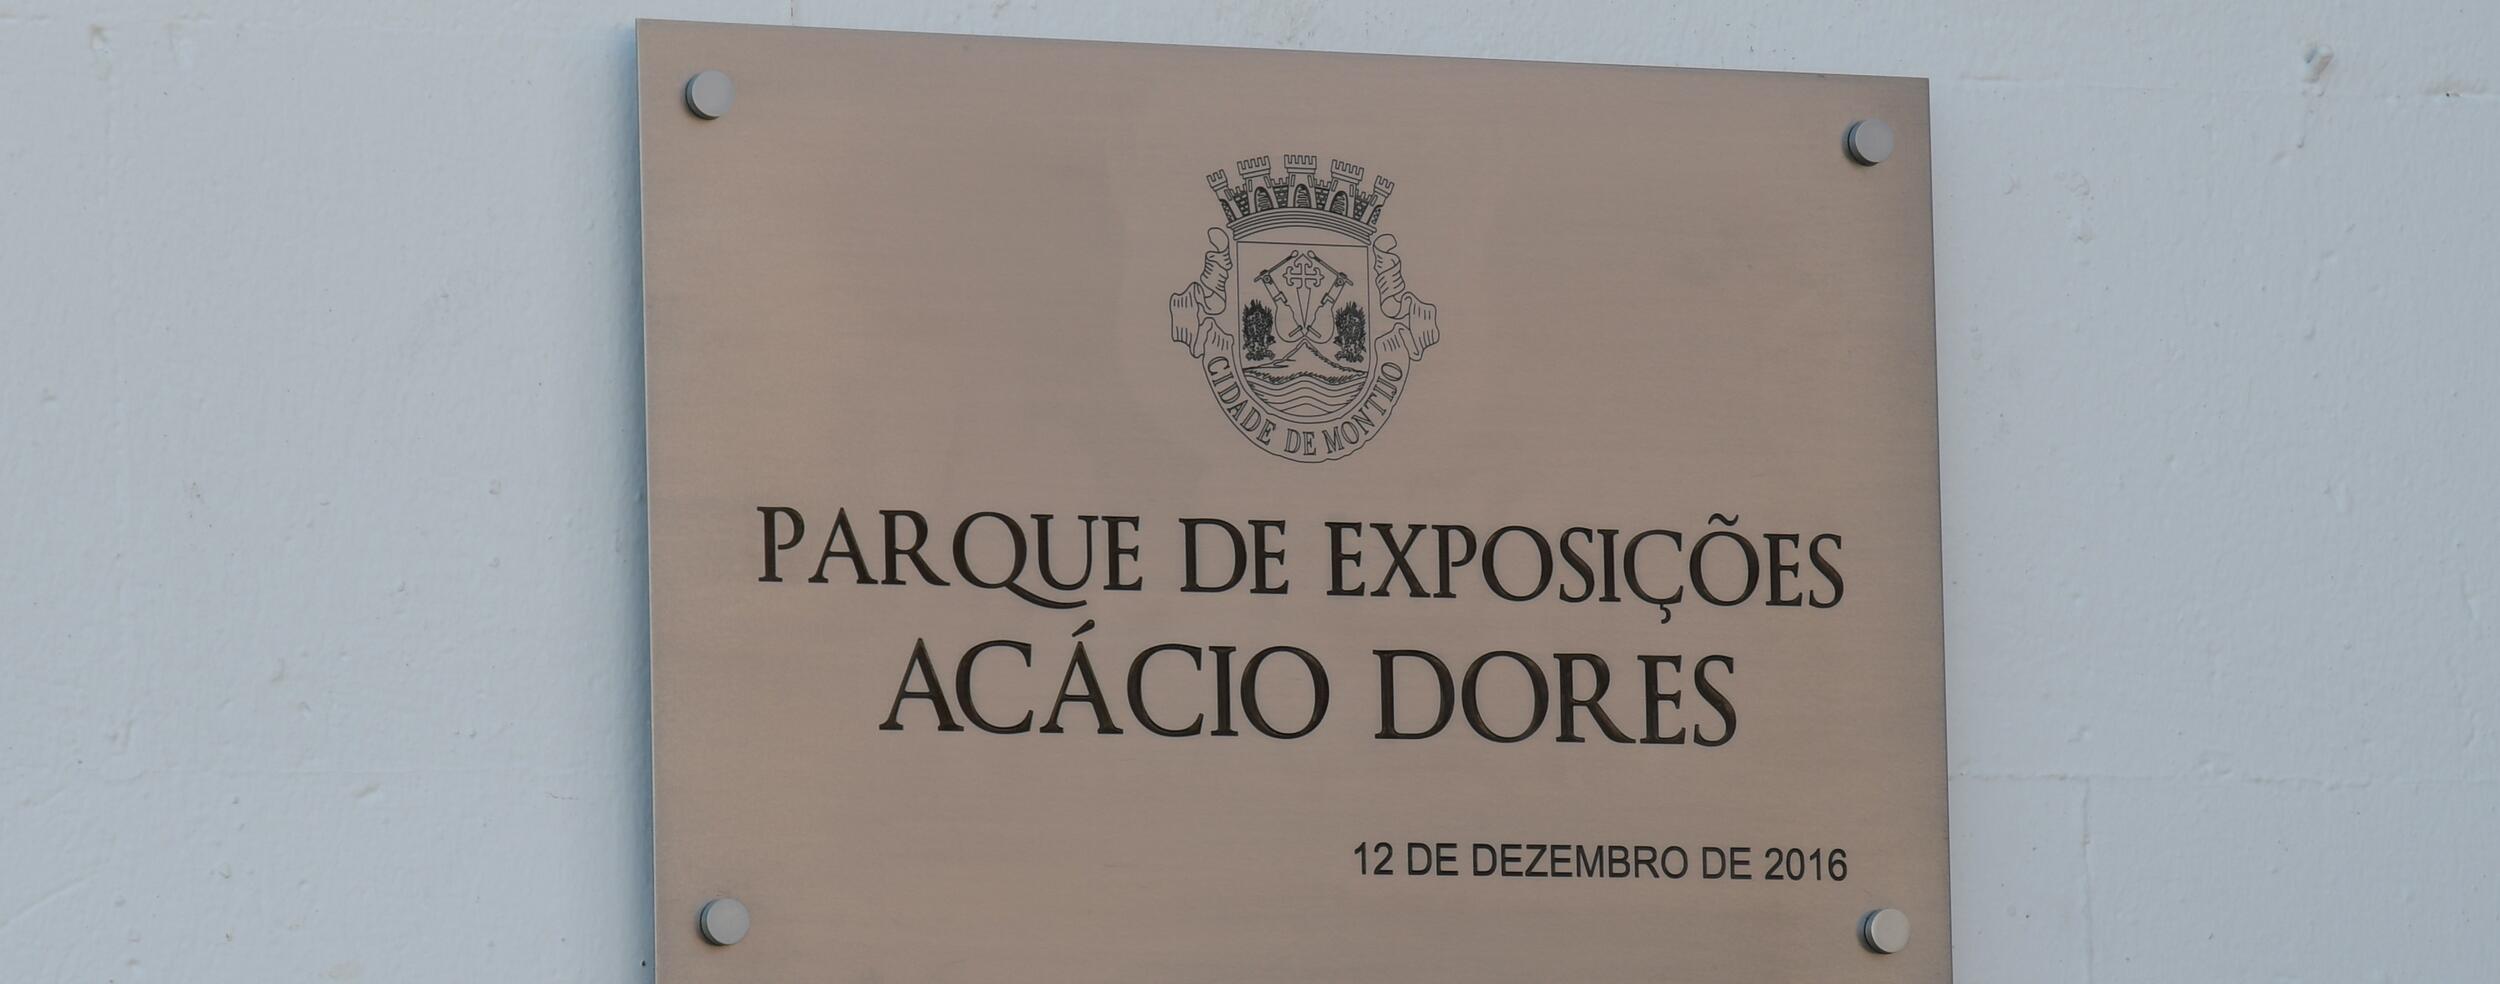 CIDADE DE MONTIJO
PARQUE DE EXPOSIÇÕES
ACÁCIO DORES
12 DE DEZEMBRO DE 2016